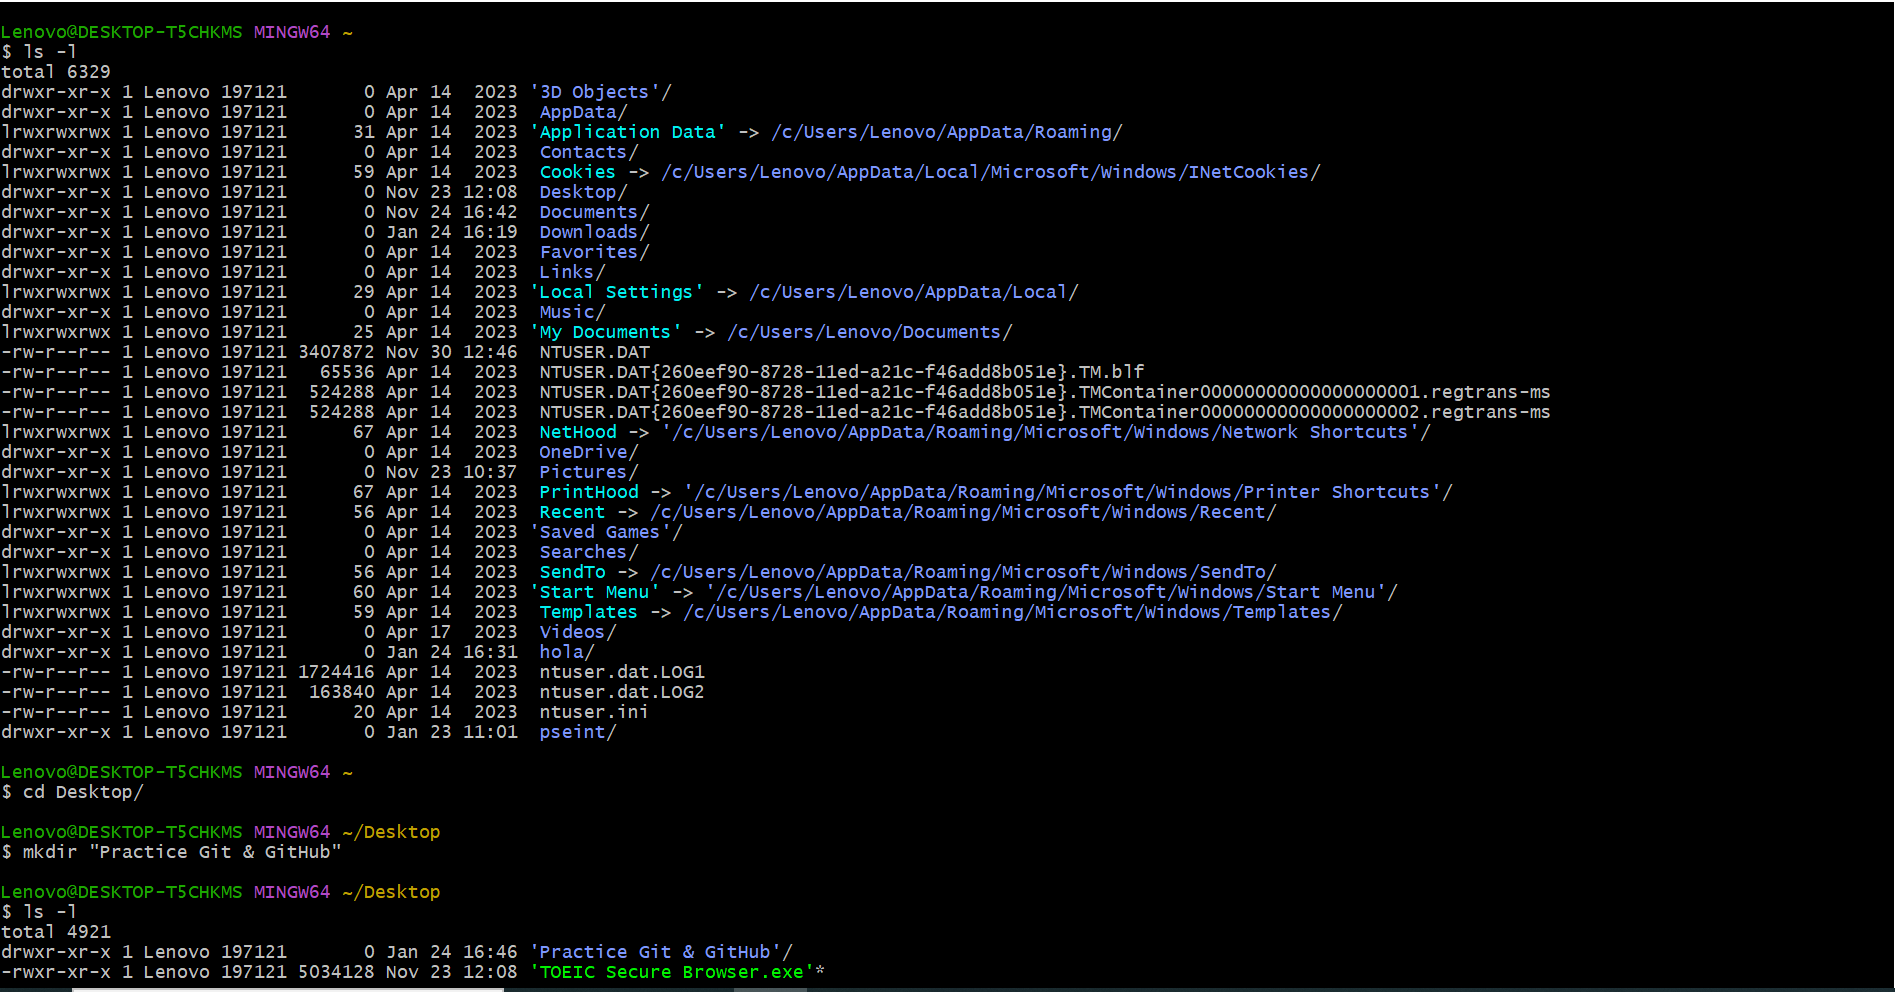 Lenovo@DESKTOP-T5CHKMS MINGW64 ~
$ ls -l
total 6329
drwxr-xr-x 1 Lenovo 197121       0 Apr 14  2023 '3D Objects'/
drwxr-xr-x 1 Lenovo 197121       0 Apr 14  2023  AppData/
lrwxrwxrwx 1 Lenovo 197121      31 Apr 14  2023 'Application Data' -> /c/Users/Lenovo/AppData/Roaming/
drwxr-xr-x 1 Lenovo 197121       0 Apr 14  2023  Contacts/
lrwxrwxrwx 1 Lenovo 197121      59 Apr 14  2023  Cookies -> /c/Users/Lenovo/AppData/Local/Microsoft/Windows/INetCookies/
drwxr-xr-x 1 Lenovo 197121       0 Nov 23 12:08  Desktop/
drwxr-xr-x 1 Lenovo 197121       0 Nov 24 16:42  Documents/
drwxr-xr-x 1 Lenovo 197121       0 Jan 24 16:19  Downloads/
drwxr-xr-x 1 Lenovo 197121       0 Apr 14  2023  Favorites/
drwxr-xr-x 1 Lenovo 197121       0 Apr 14  2023  Links/
lrwxrwxrwx 1 Lenovo 197121      29 Apr 14  2023 'Local Settings' -> /c/Users/Lenovo/AppData/Local/
drwxr-xr-x 1 Lenovo 197121       0 Apr 14  2023  Music/
lrwxrwxrwx 1 Lenovo 197121      25 Apr 14  2023 'My Documents' -> /c/Users/Lenovo/Documents/
-rw-r--r-- 1 Lenovo 197121 3407872 Nov 30 12:46  NTUSER.DAT
-rw-r--r-- 1 Lenovo 197121   65536 Apr 14  2023  NTUSER.DAT{260eef90-8728-11ed-a21c-f46add8b051e}.TM.blf
-rw-r--r-- 1 Lenovo 197121  524288 Apr 14  2023  NTUSER.DAT{260eef90-8728-11ed-a21c-f46add8b051e}.TMContainer00000000000000000001.regtrans-ms
-rw-r--r-- 1 Lenovo 197121  524288 Apr 14  2023  NTUSER.DAT{260eef90-8728-11ed-a21c-f46add8b051e}.TMContainer00000000000000000002.regtrans-ms
lrwxrwxrwx 1 Lenovo 197121      67 Apr 14  2023  NetHood -> '/c/Users/Lenovo/AppData/Roaming/Microsoft/Windows/Network Shortcuts'/
drwxr-xr-x 1 Lenovo 197121       0 Apr 14  2023  OneDrive/
drwxr-xr-x 1 Lenovo 197121       0 Nov 23 10:37  Pictures/
lrwxrwxrwx 1 Lenovo 197121      67 Apr 14  2023  PrintHood -> '/c/Users/Lenovo/AppData/Roaming/Microsoft/Windows/Printer Shortcuts'/
lrwxrwxrwx 1 Lenovo 197121      56 Apr 14  2023  Recent -> /c/Users/Lenovo/AppData/Roaming/Microsoft/Windows/Recent/
drwxr-xr-x 1 Lenovo 197121       0 Apr 14  2023 'Saved Games'/
drwxr-xr-x 1 Lenovo 197121       0 Apr 14  2023  Searches/
lrwxrwxrwx 1 Lenovo 197121      56 Apr 14  2023  SendTo -> /c/Users/Lenovo/AppData/Roaming/Microsoft/Windows/SendTo/
lrwxrwxrwx 1 Lenovo 197121      60 Apr 14  2023 'Start Menu' -> '/c/Users/Lenovo/AppData/Roaming/Microsoft/Windows/Start Menu'/
lrwxrwxrwx 1 Lenovo 197121      59 Apr 14  2023  Templates -> /c/Users/Lenovo/AppData/Roaming/Microsoft/Windows/Templates/
drwxr-xr-x 1 Lenovo 197121       0 Apr 17  2023  Videos/
drwxr-xr-x 1 Lenovo 197121       0 Jan 24 16:31  hola/
-rw-r--r-- 1 Lenovo 197121 1724416 Apr 14  2023  ntuser.dat.LOG1
-rw-r--r-- 1 Lenovo 197121  163840 Apr 14  2023  ntuser.dat.LOG2
-rw-r--r-- 1 Lenovo 197121      20 Apr 14  2023  ntuser.ini
drwxr-xr-x 1 Lenovo 197121       0 Jan 23 11:01  pseint/
Lenovo@DESKTOP-T5CHKMS MINGW64 ~
$ cd Desktop/
Lenovo@DESKTOP-T5CHKMS MINGW64 ~/Desktop
$ mkdir "Practice Git & GitHub"
Lenovo@DESKTOP-T5CHKMS MINGW64 ~/Desktop
$ ls -l
total 4921
drwxr-xr-x 1 Lenovo 197121       0 Jan 24 16:46 'Practice Git & GitHub'/
-rwxr-xr-x 1 Lenovo 197121 5034128 Nov 23 12:08 'TOEIC Secure Browser.exe'*